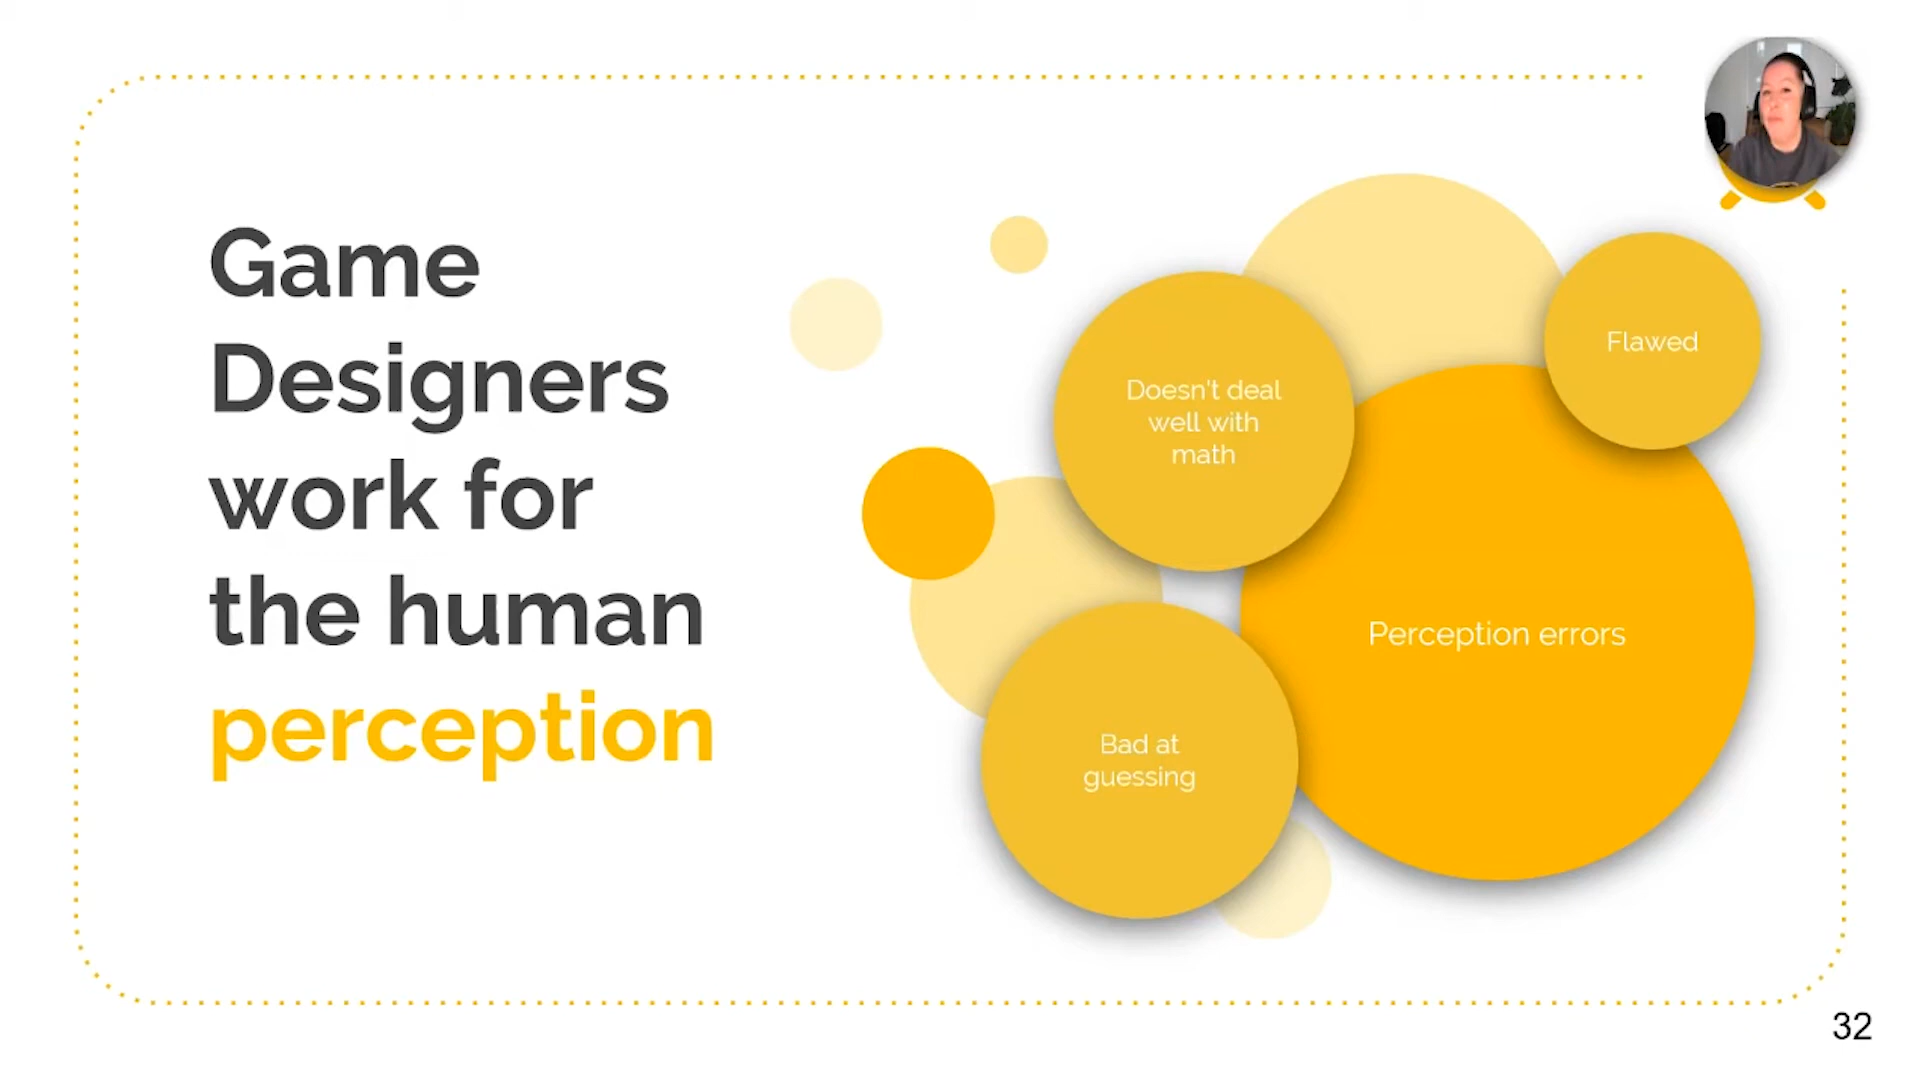 Game
Designers
work for
the human
perception
Doesn't deal
well with
math
Flawed
Perception errors
Bad at
guessing
32